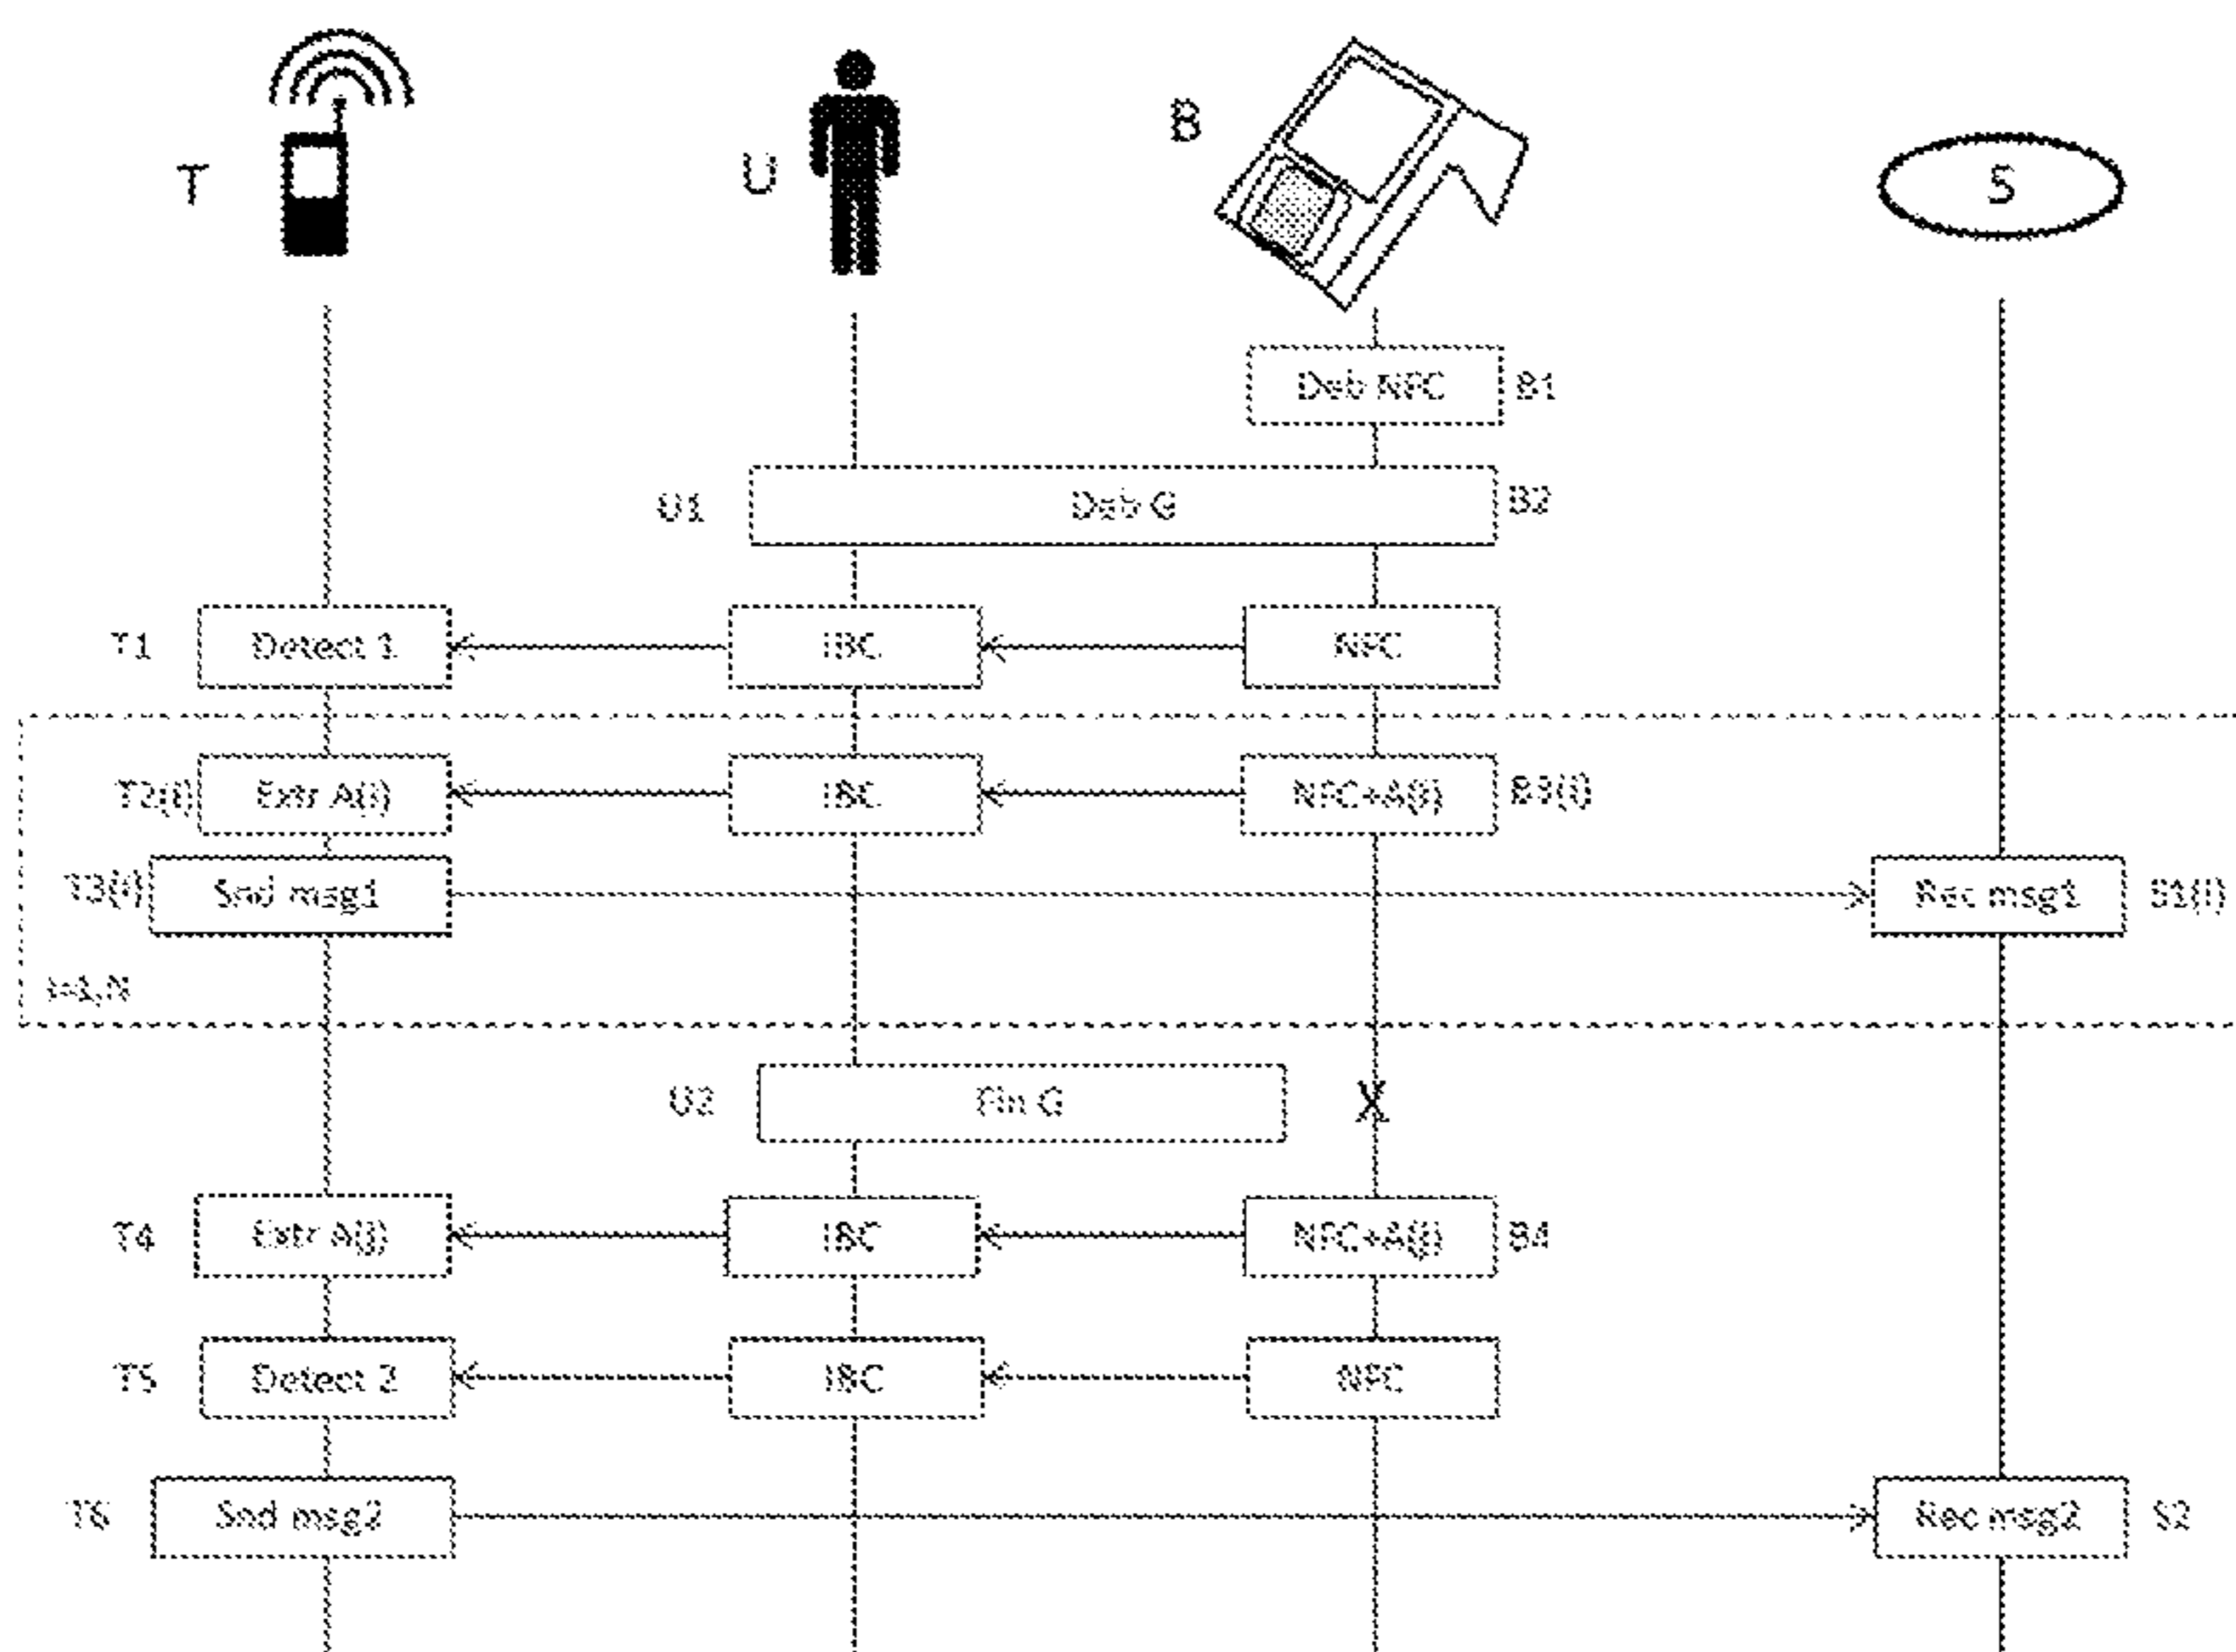 T
U
B
S
Deb NFC B1
U1 Deb G B2
T1 Detect 1 IBC NFC
T2(i) Extr A(i) IBC NFC+A(i) B3(i)
T3(i) Snd msg1 Rec msg1 S1(i)
i=1,N
U2 Fin G X
T4 Extr A(j) IBC NFC+A(j) B4
T5 Detect 2 IBC NFC
T6 Snd msg2 Rec msg2 S2